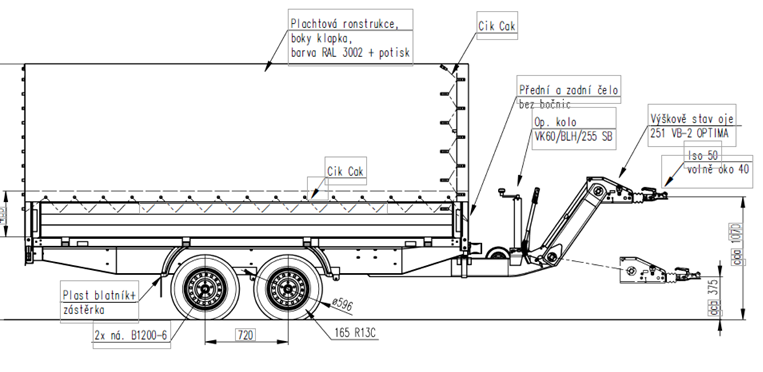 Plachtová ronstrukce,
boky klapka,
barva RAL 3002 + potisk
Cik Cak
Přední a zadní čelo
bez bočnic
Op. kolo
VK60/BLH/255 SB
Výškově stav oje
251 VB-2 OPTIMA
Iso 50
volně oko 40
Cik Cak
Plast blatník+
zástěrka
2x ná. B1200-6
720
ø596
165 R13C
375
1070